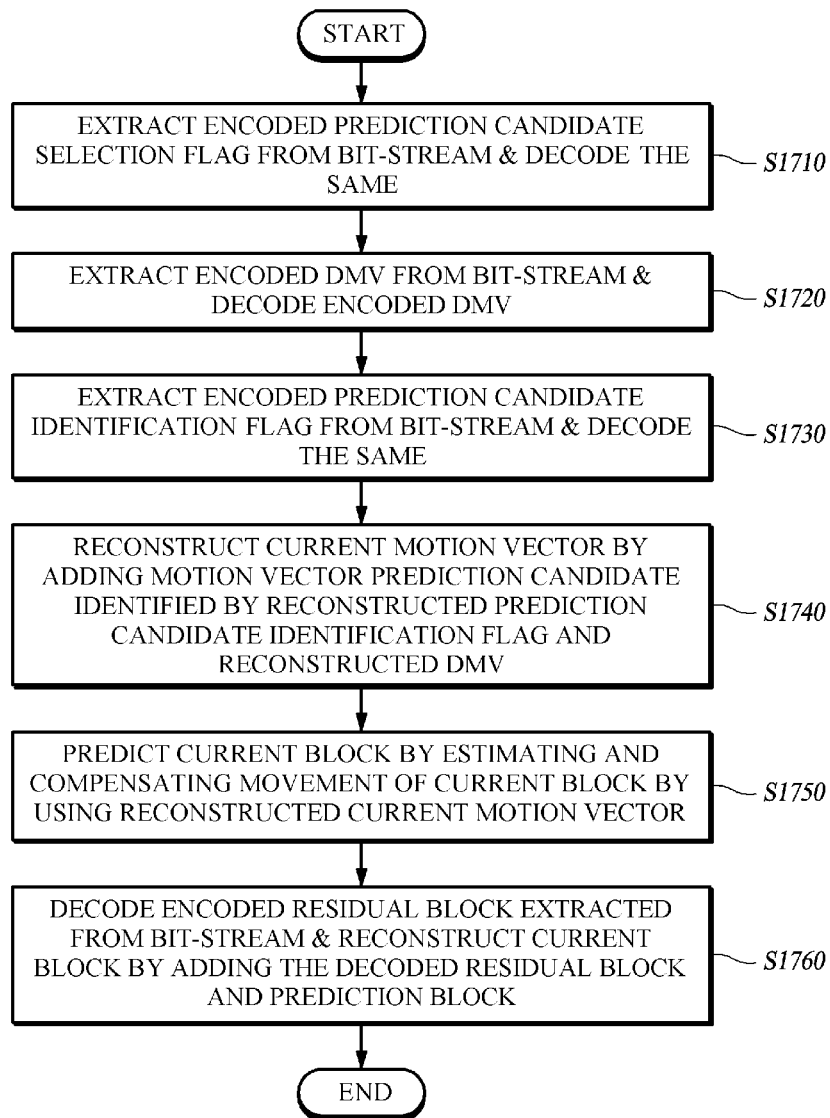 START
EXTRACT ENCODED PREDICTION CANDIDATE
SELECTION FLAG FROM BIT-STREAM & DECODE THE
SAME
S1710
EXTRACT ENCODED DMV FROM BIT-STREAM &
DECODE ENCODED DMV
S1720
EXTRACT ENCODED PREDICTION CANDIDATE
IDENTIFICATION FLAG FROM BIT-STREAM & DECODE
THE SAME
S1730
RECONSTRUCT CURRENT MOTION VECTOR BY
ADDING MOTION VECTOR PREDICTION CANDIDATE
IDENTIFIED BY RECONSTRUCTED PREDICTION
CANDIDATE IDENTIFICATION FLAG AND
RECONSTRUCTED DMV
S1740
PREDICT CURRENT BLOCK BY ESTIMATING AND
COMPENSATING MOVEMENT OF CURRENT BLOCK BY
USING RECONSTRUCTED CURRENT MOTION VECTOR
S1750
DECODE ENCODED RESIDUAL BLOCK EXTRACTED
FROM BIT-STREAM & RECONSTRUCT CURRENT
BLOCK BY ADDING THE DECODED RESIDUAL BLOCK
AND PREDICTION BLOCK
S1760
END